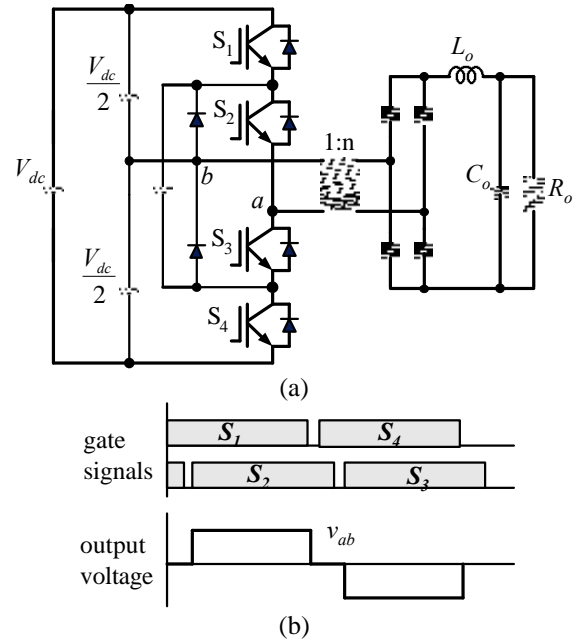 S1
Lo
Vdc/2
S2
1:n
Vdc
b
a
Co
Ro
S3
Vdc/2
S4
(a)
gate signals
S1
S4
S2
S3
output voltage
vab
(b)